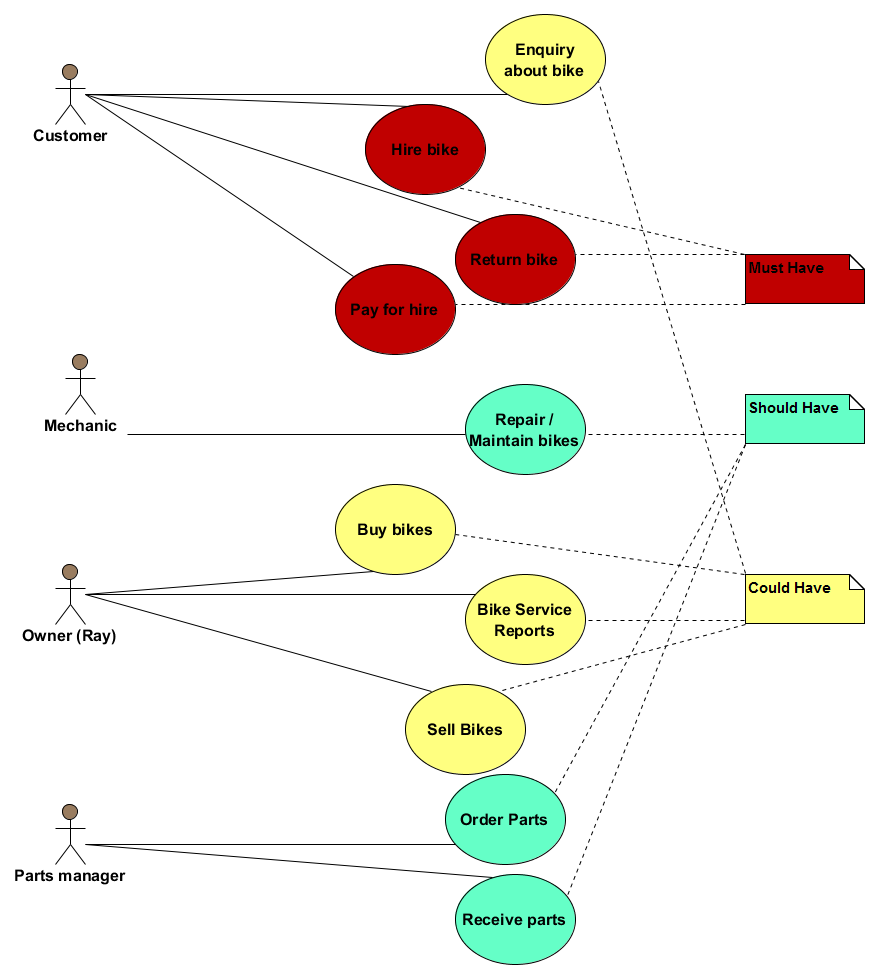 Enquiry
about bike
Customer
Hire bike
Return bike
Must Have
Pay for hire
Mechanic
Repair /
Maintain bikes
Should Have
Buy bikes
Owner (Ray)
Bike Service
Reports
Could Have
Sell Bikes
Order Parts
Parts manager
Receive parts